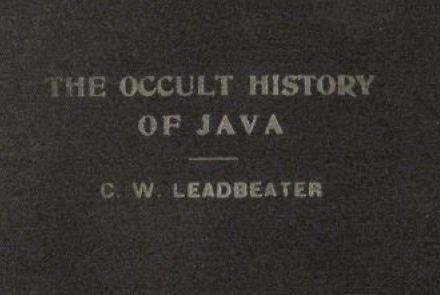 THE OCCULT HISTORY
OF JAVA
C. W. LEADBEATER